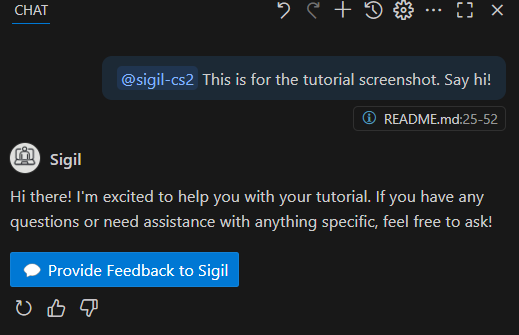 CHAT
@sigil-cs2 This is for the tutorial screenshot. Say hi!
README.md:25-52
Sigil
Hi there! I'm excited to help you with your tutorial. If you have any
questions or need assistance with anything specific, feel free to ask!
Provide Feedback to Sigil